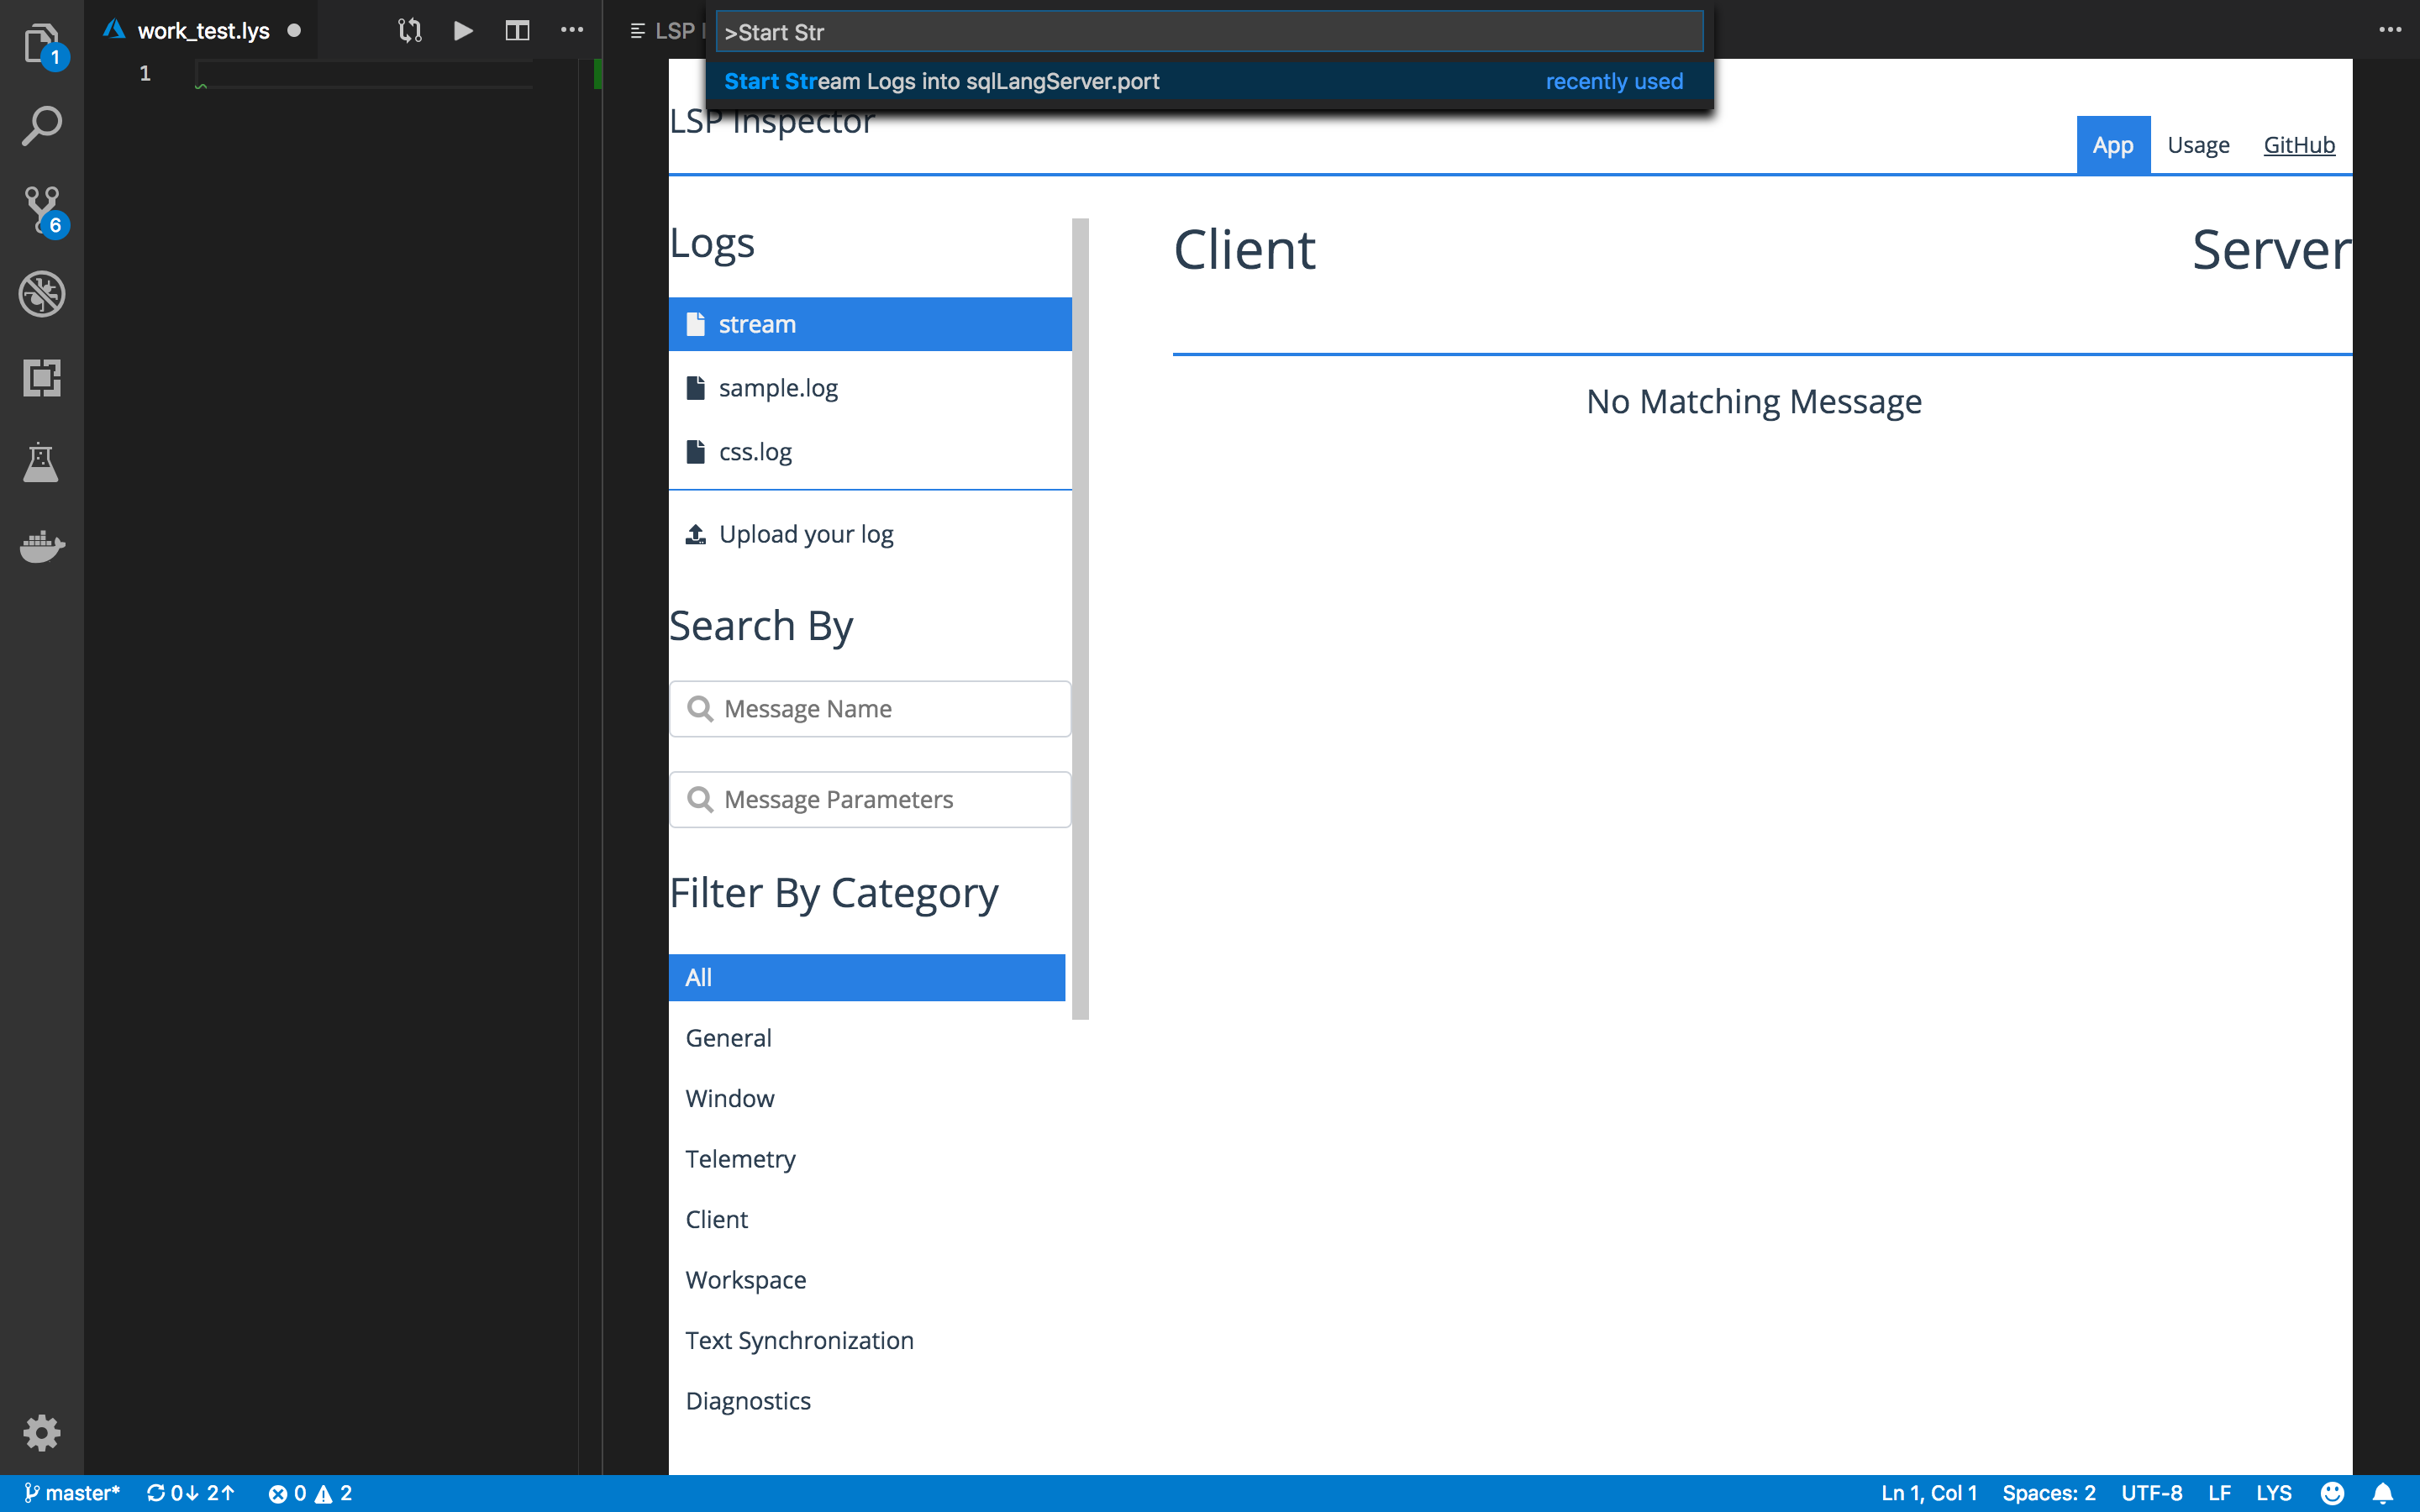 1
work_test.lys
LSP
>Start Str
Start Stream Logs into sqlLangServer.port
recently used
1
6
LSP Inspector
App
Usage
GitHub
Logs
stream
sample.log
css.log
Upload your log
Search By
Message Name
Message Parameters
Filter By Category
All
General
Window
Telemetry
Client
Workspace
Text Synchronization
Diagnostics
Client
Server
No Matching Message
master*
0↓ 2↑
0
2
Ln 1, Col 1
Spaces: 2
UTF-8
LF
LYS